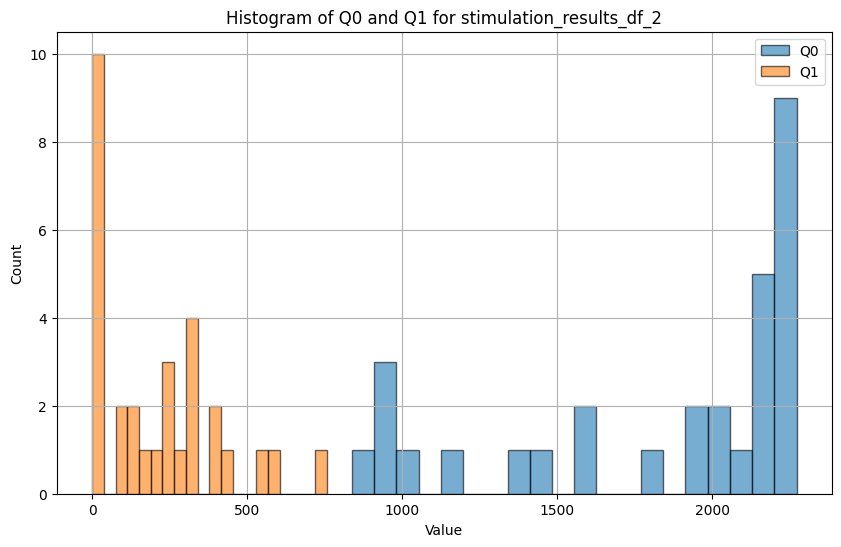 Histogram of Q0 and Q1 for stimulation_results_df_2
Q0
Q1
10
8
6
4
2
0
Count
0
500
1000
1500
2000
Value